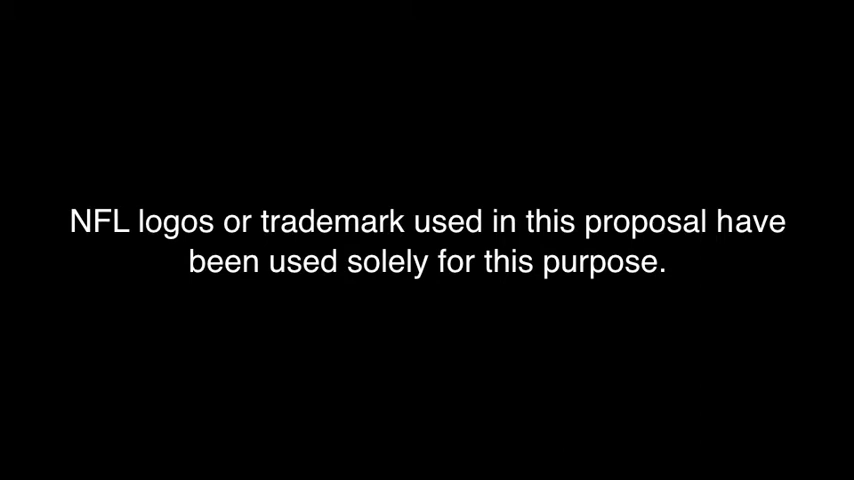 NFL logos or trademark used in this proposal have
been used solely for this purpose.